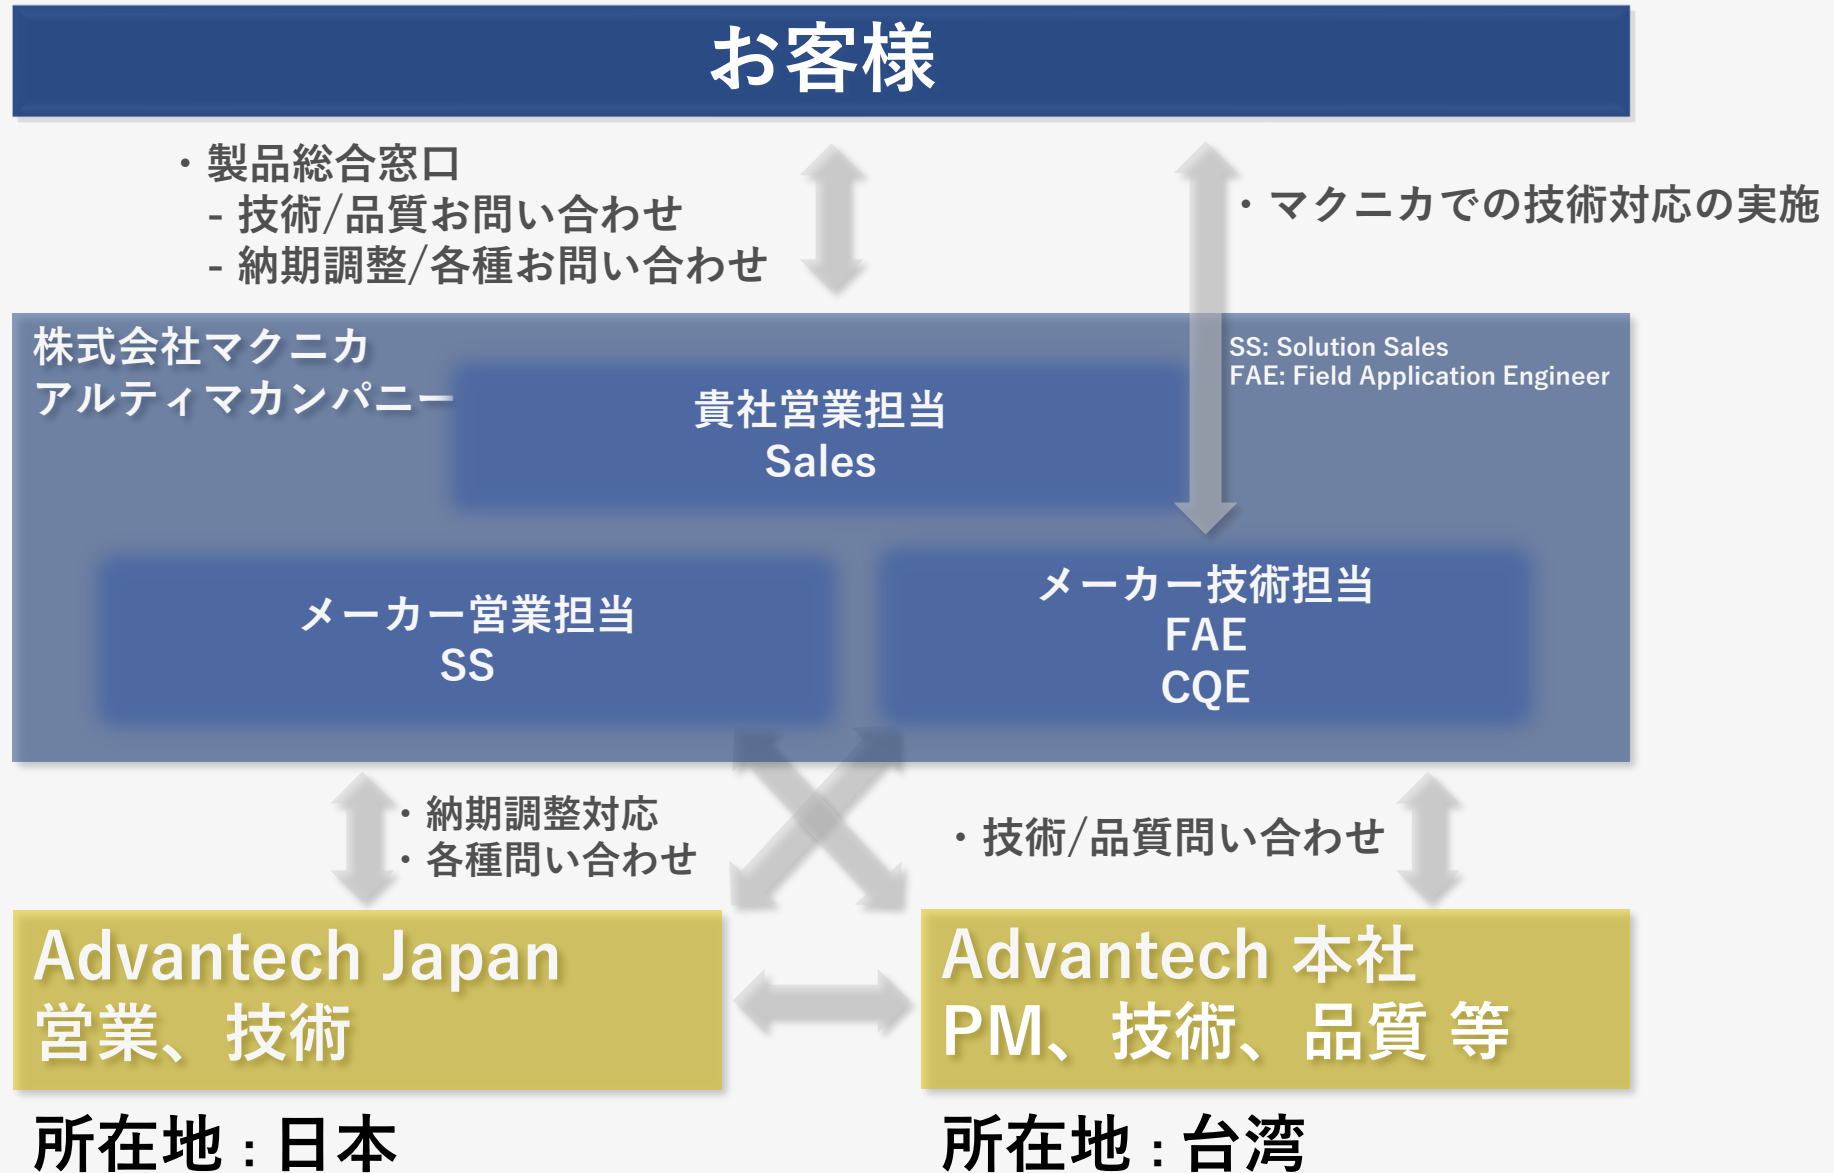 お客様
・製品総合窓口
- 技術/品質お問い合わせ
- 納期調整/各種お問い合わせ
・マクニカでの技術対応の実施
株式会社マクニカ
アルティマカンパニー
SS: Solution Sales
FAE: Field Application Engineer
貴社営業担当
Sales
メーカー営業担当
SS
メーカー技術担当
FAE
CQE
・納期調整対応
・各種問い合わせ
・技術/品質問い合わせ
Advantech Japan
営業、技術
Advantech 本社
PM、技術、品質 等
所在地：日本
所在地：台湾